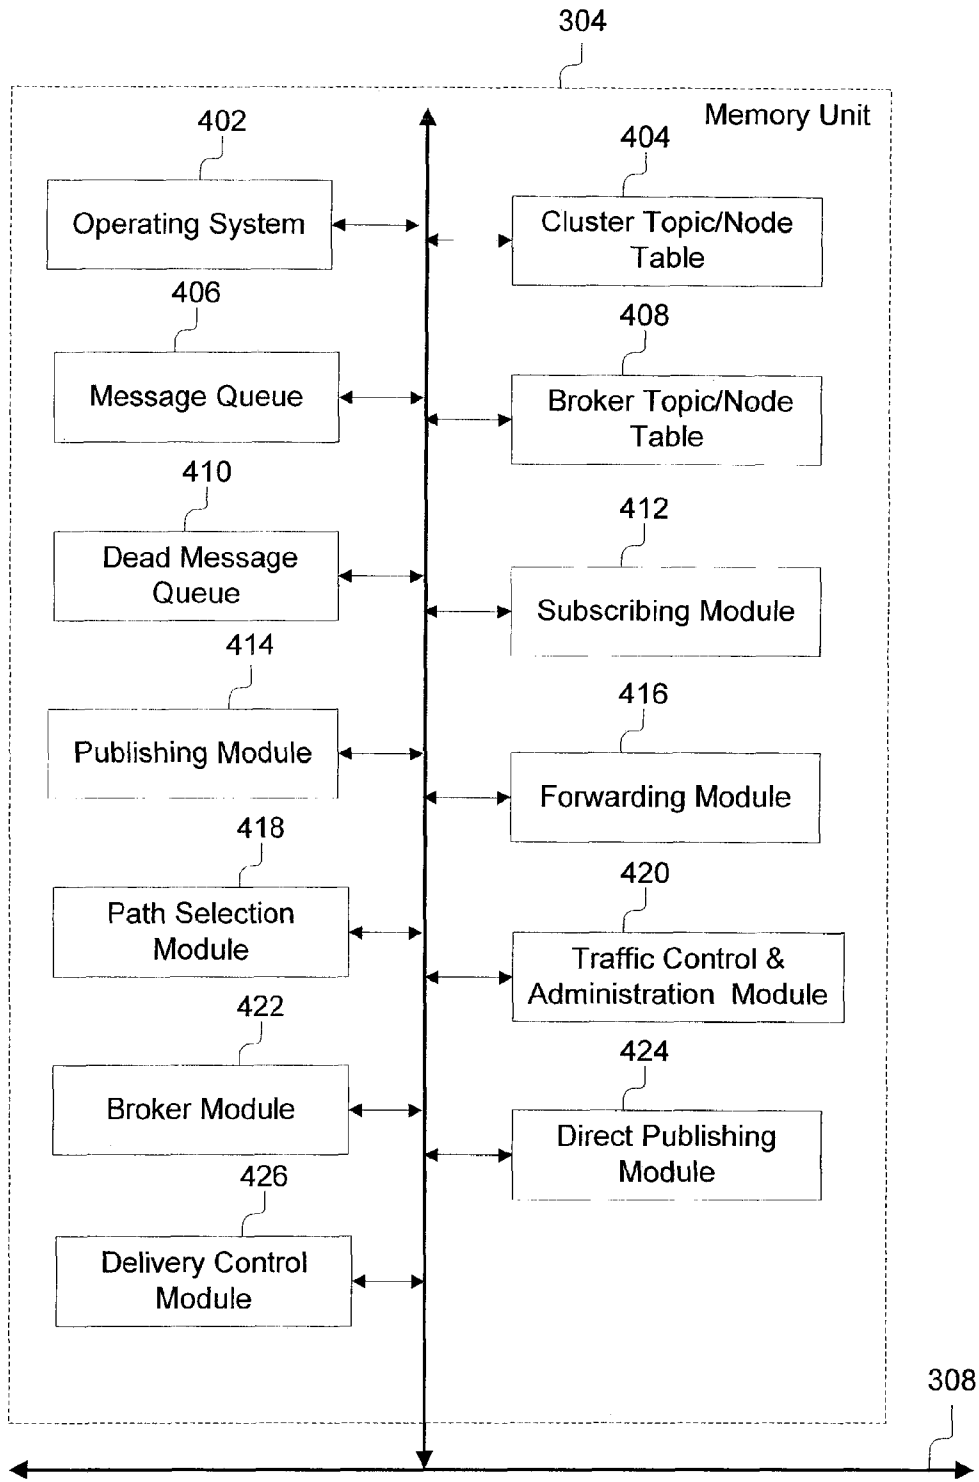 304
Memory Unit
402
Operating System
404
Cluster Topic/Node
Table
406
Message Queue
408
Broker Topic/Node
Table
410
Dead Message
Queue
412
Subscribing Module
414
Publishing Module
416
Forwarding Module
418
Path Selection
Module
420
Traffic Control &
Administration Module
422
Broker Module
424
Direct Publishing
Module
426
Delivery Control
Module
308